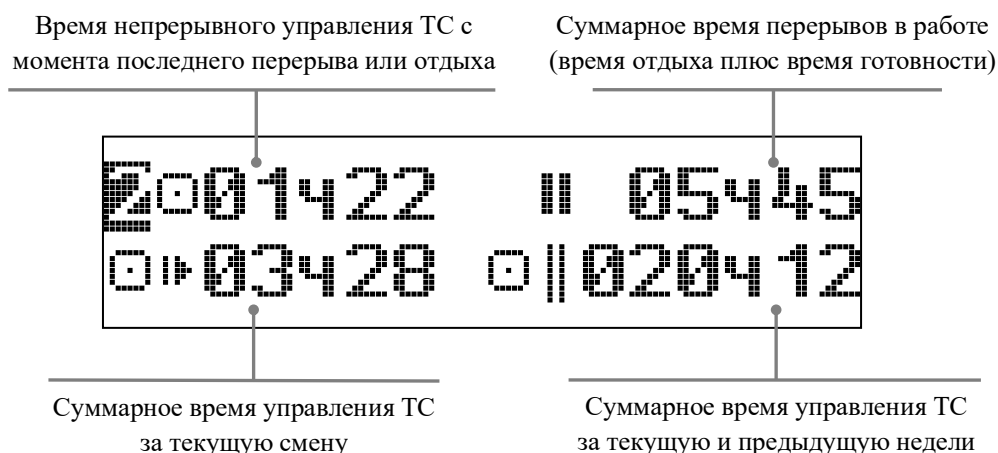 Время непрерывного управления ТС с
момента последнего перерыва или отдыха
Суммарное время перерывов в работе
(время отдыха плюс время готовности)
2 01ч22 05ч45
03ч28 020ч12
Суммарное время управления ТС
за текущую смену
Суммарное время управления ТС
за текущую и предыдущую недели